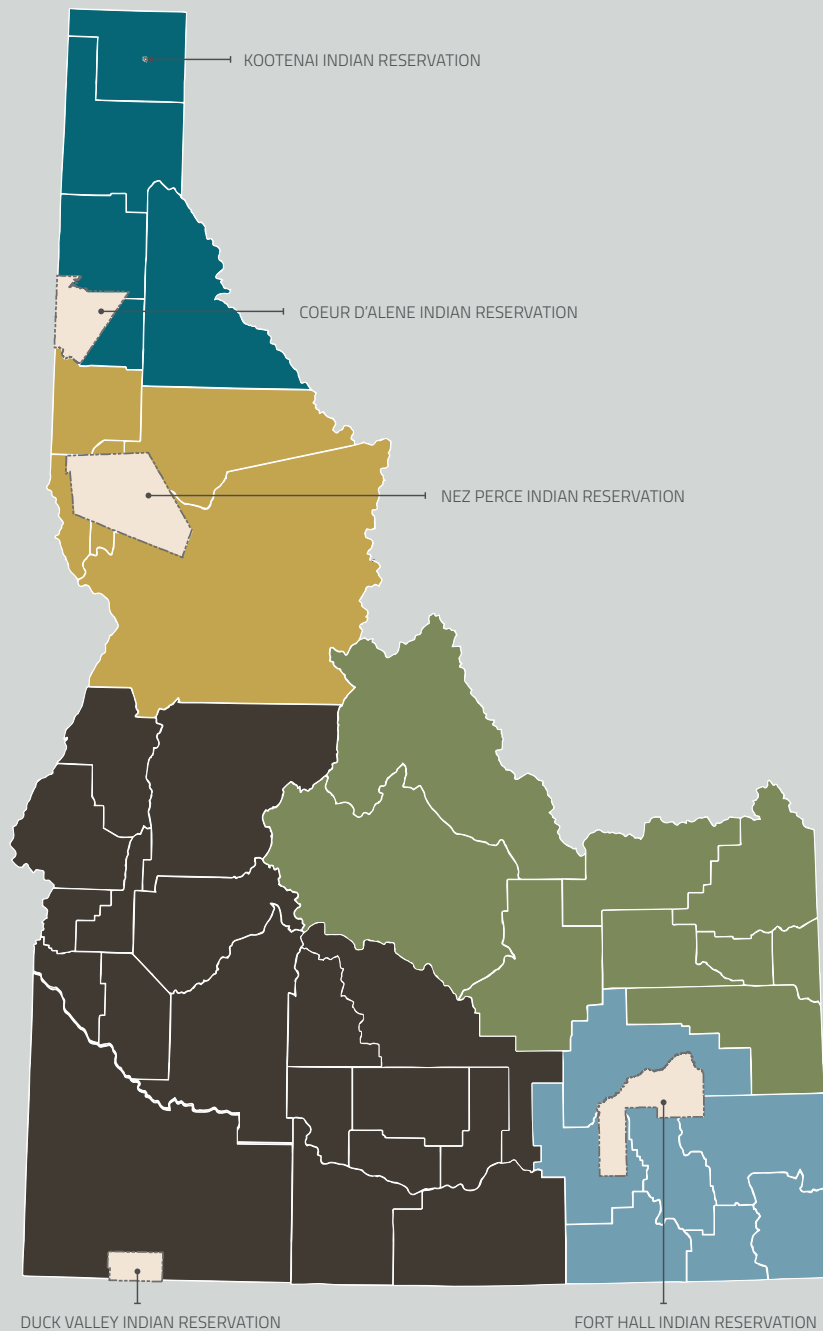 KOOTENAI INDIAN RESERVATION
COEUR D'ALENE INDIAN RESERVATION
NEZ PERCE INDIAN RESERVATION
DUCK VALLEY INDIAN RESERVATION
FORT HALL INDIAN RESERVATION